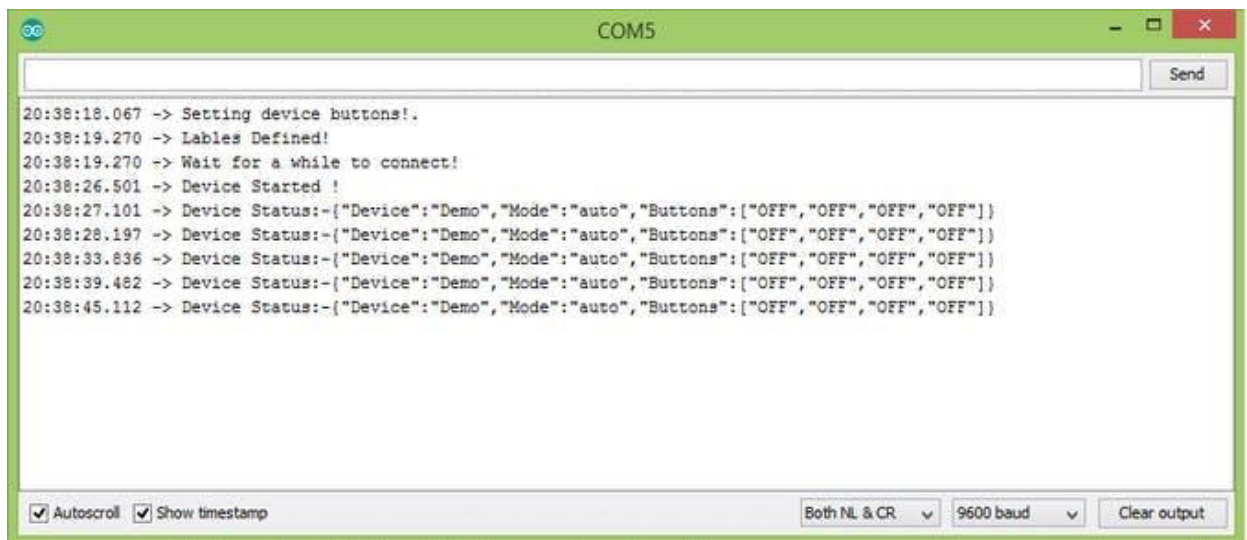 COM5
Send
20:38:18.067 -> Setting device buttons!.
20:38:19.270 -> Lables Defined!
20:38:19.270 -> Wait for a while to connect!
20:38:26.501 -> Device Started !
20:38:27.101 -> Device Status:-{"Device":"Demo","Mode":"auto","Buttons":["OFF","OFF","OFF","OFF"]}
20:38:28.197 -> Device Status:-{"Device":"Demo","Mode":"auto","Buttons":["OFF","OFF","OFF","OFF"]}
20:38:33.836 -> Device Status:-{"Device":"Demo","Mode":"auto","Buttons":["OFF","OFF","OFF","OFF"]}
20:38:39.482 -> Device Status:-{"Device":"Demo","Mode":"auto","Buttons":["OFF","OFF","OFF","OFF"]}
20:38:45.112 -> Device Status:-{"Device":"Demo","Mode":"auto","Buttons":["OFF","OFF","OFF","OFF"]}
Autoscroll Show timestamp Both NL & CR 9600 baud Clear output